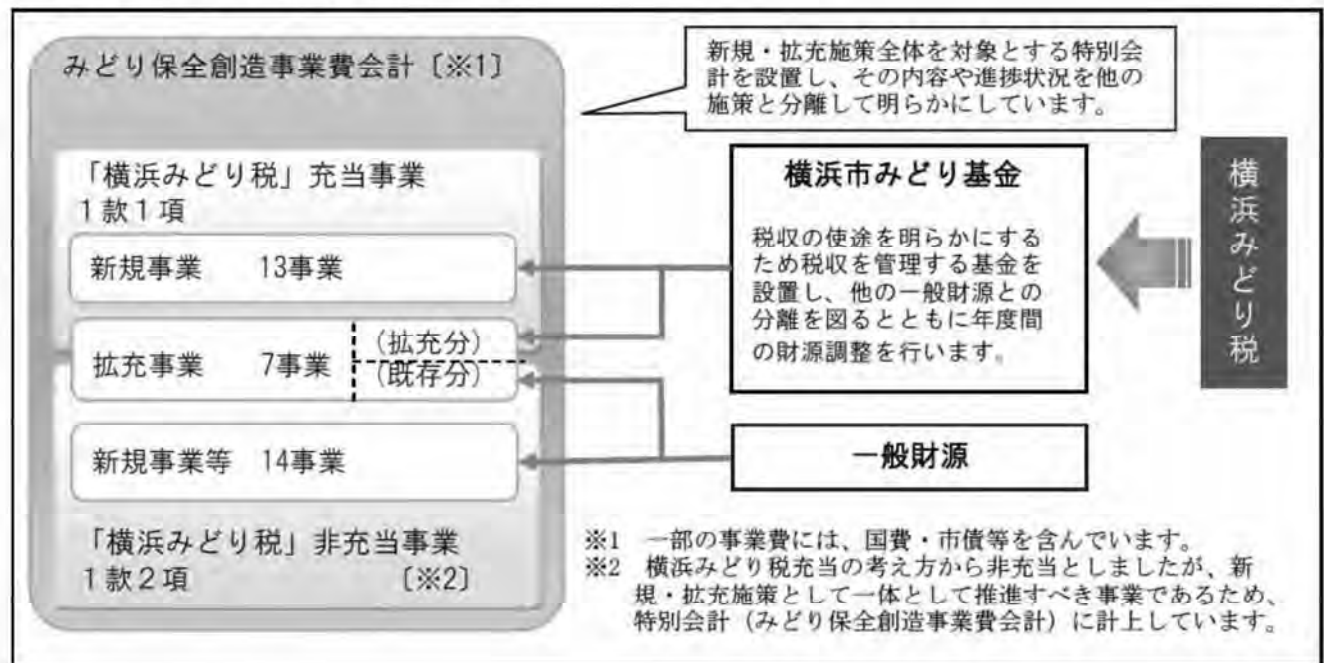 みどり保全創造事業費会計〔※1〕
新規・拡充施策全体を対象とする特別会
計を設置し、その内容や進捗状況を他の
施策と分離して明らかにしています。
「横浜みどり税」充当事業
1款1項
新規事業 13事業
拡充事業 7事業
(拡充分)
(既存分)
新規事業等 14事業
「横浜みどり税」非充当事業
1款2項 〔※2〕
横浜市みどり基金
税収の使途を明らかにする
ため税収を管理する基金を
設置し、他の一般財源との
分離を図るとともに年度間
の財源調整を行います。
横浜みどり税
一般財源
※1 一部の事業費には、国費・市債等を含んでいます。
※2 横浜みどり税充当の考え方から非充当としましたが、新
規・拡充施策として一体として推進すべき事業であるため、
特別会計（みどり保全創造事業費会計）に計上しています。